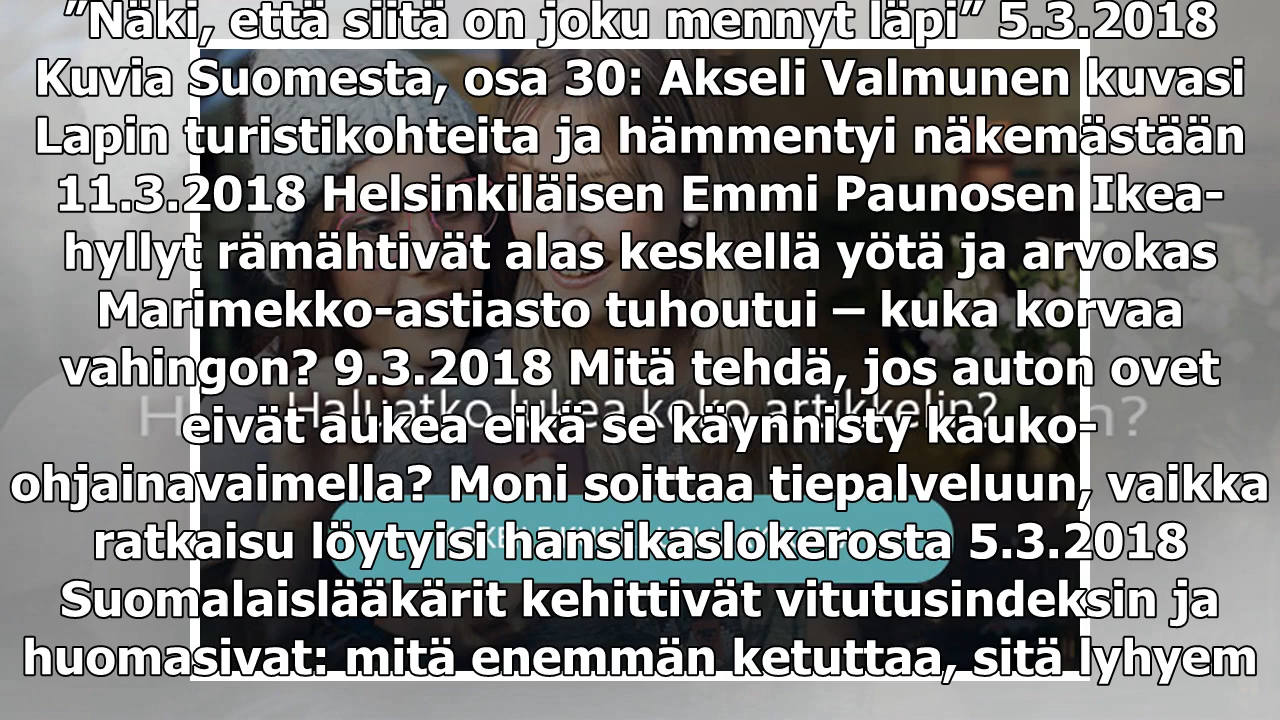 ”Näki, että siitä on joku mennyt läpi” 5.3.2018
Kuvia Suomesta, osa 30: Akseli Valmunen kuvasi
Lapin turistikohteita ja hämmentyi näkemästään
11.3.2018 Helsinkiläisen Emmi Paunosen Ikea-
hyllyt rämähtivät alas keskellä yötä ja arvokas
Marimekko-astiasto tuhoutui – kuka korvaa
vahingon? 9.3.2018 Mitä tehdä, jos auton ovet
Haluatko lukea koko artikkelin?
eivät aukea eikä se käynnisty kauko-
ohjainavaimella? Moni soittaa tiepalveluun, vaikka
ratkaisu löytyisi hansikaslokerosta 5.3.2018
Suomalaislääkärit kehittivät vitutusindeksin ja
huomasivat: mitä enemmän ketuttaa, sitä lyhyem